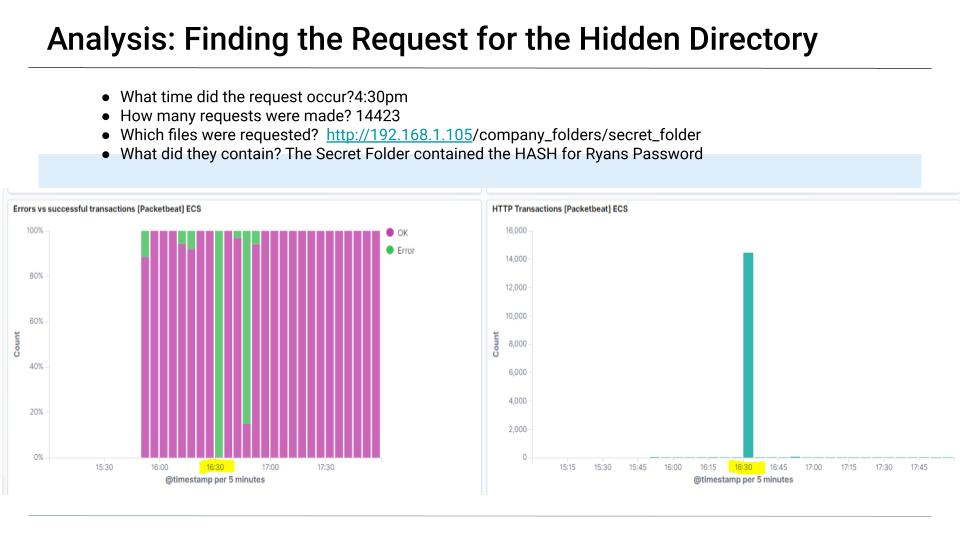 Analysis: Finding the Request for the Hidden Directory
● What time did the request occur?4:30pm
● How many requests were made? 14423
● Which files were requested? http://192.168.1.105/company_folders/secret_folder
● What did they contain? The Secret Folder contained the HASH for Ryans Password
Errors vs successful transactions [Packetbeat] ECS
100%
80%
60%
40%
20%
0%
Count
15:30 16:00 16:30 17:00 17:30
@timestamp per 5 minutes
OK
Error
HTTP Transactions [Packetbeat] ECS
16,000
14,000
12,000
10,000
8,000
6,000
4,000
2,000
0
Count
15:15 15:30 15:45 16:00 16:15 16:30 16:45 17:00 17:15 17:30 17:45
@timestamp per 5 minutes